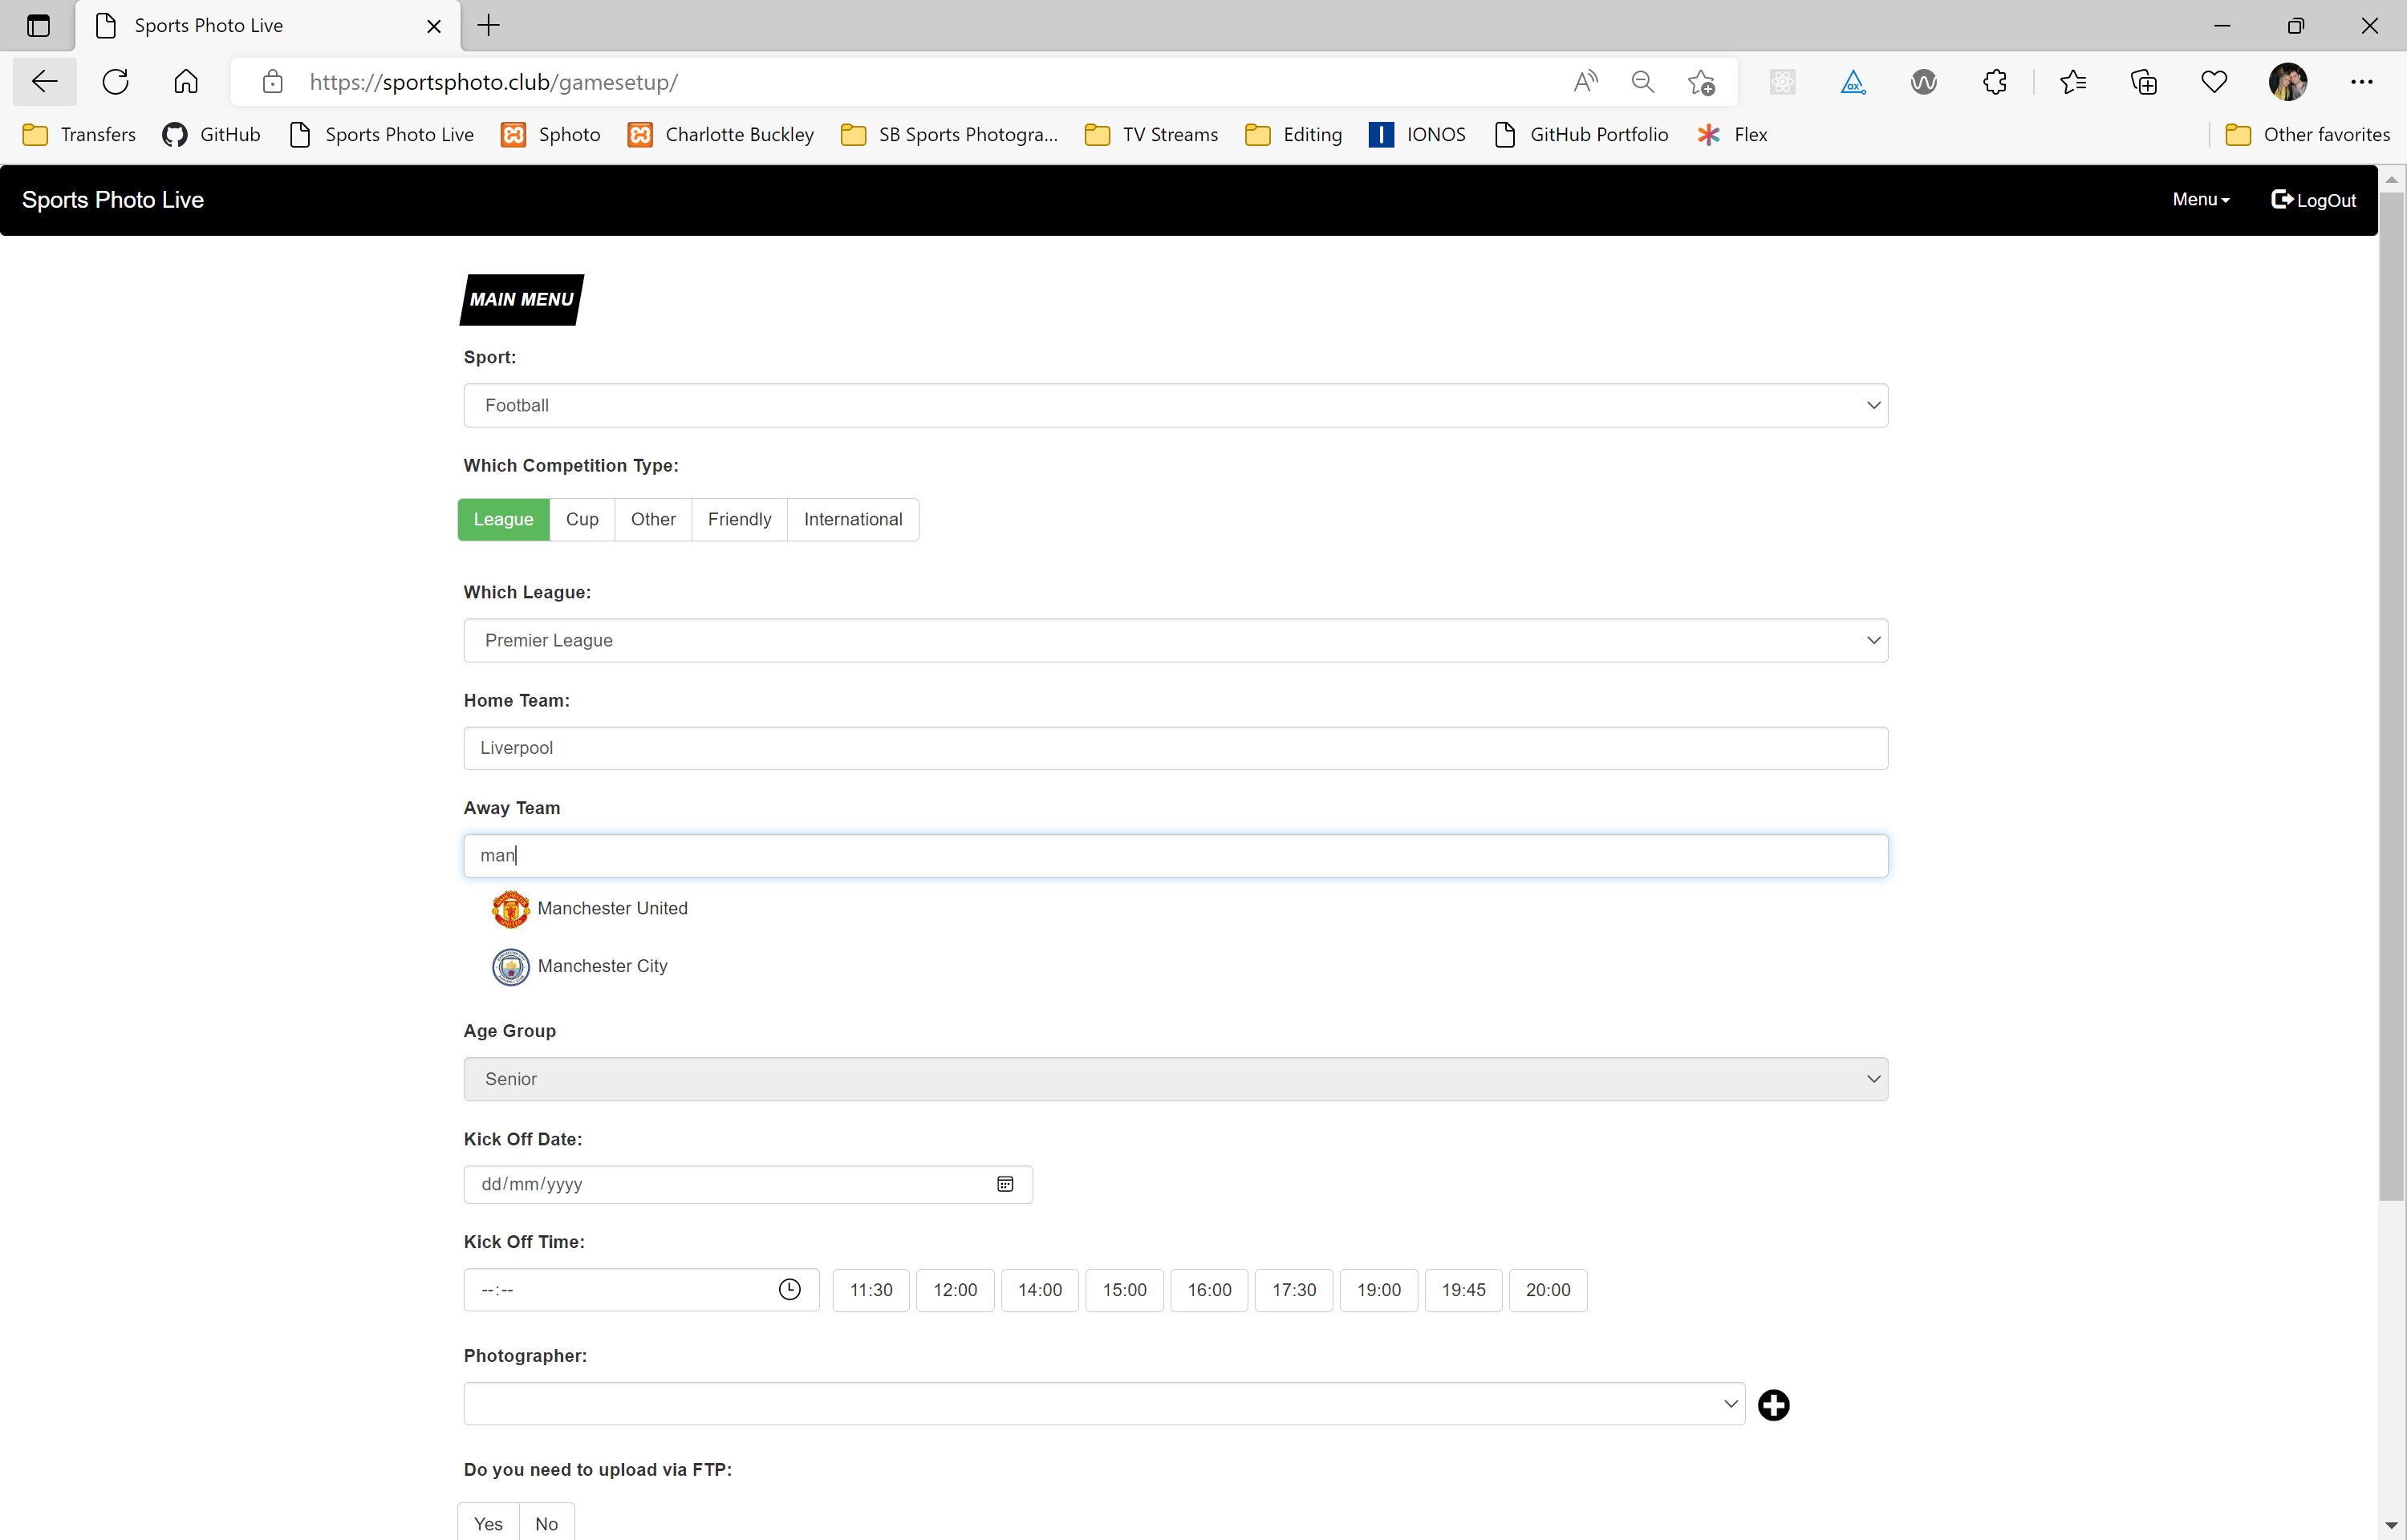 Sports Photo Live
https://sportsphoto.club/gamesetup/
Transfers GitHub Sports Photo Live Sphoto Charlotte Buckley SB Sports Photogra... TV Streams Editing IONOS GitHub Portfolio Flex Other favorites
Sports Photo Live Menu LogOut
MAIN MENU
Sport:
Football
Which Competition Type:
League Cup Other Friendly International
Which League:
Premier League
Home Team:
Liverpool
Away Team
man
Manchester United
Manchester City
Age Group
Senior
Kick Off Date:
dd/mm/yyyy
Kick Off Time:
--:-- 11:30 12:00 14:00 15:00 16:00 17:30 19:00 19:45 20:00
Photographer:
Do you need to upload via FTP:
Yes No